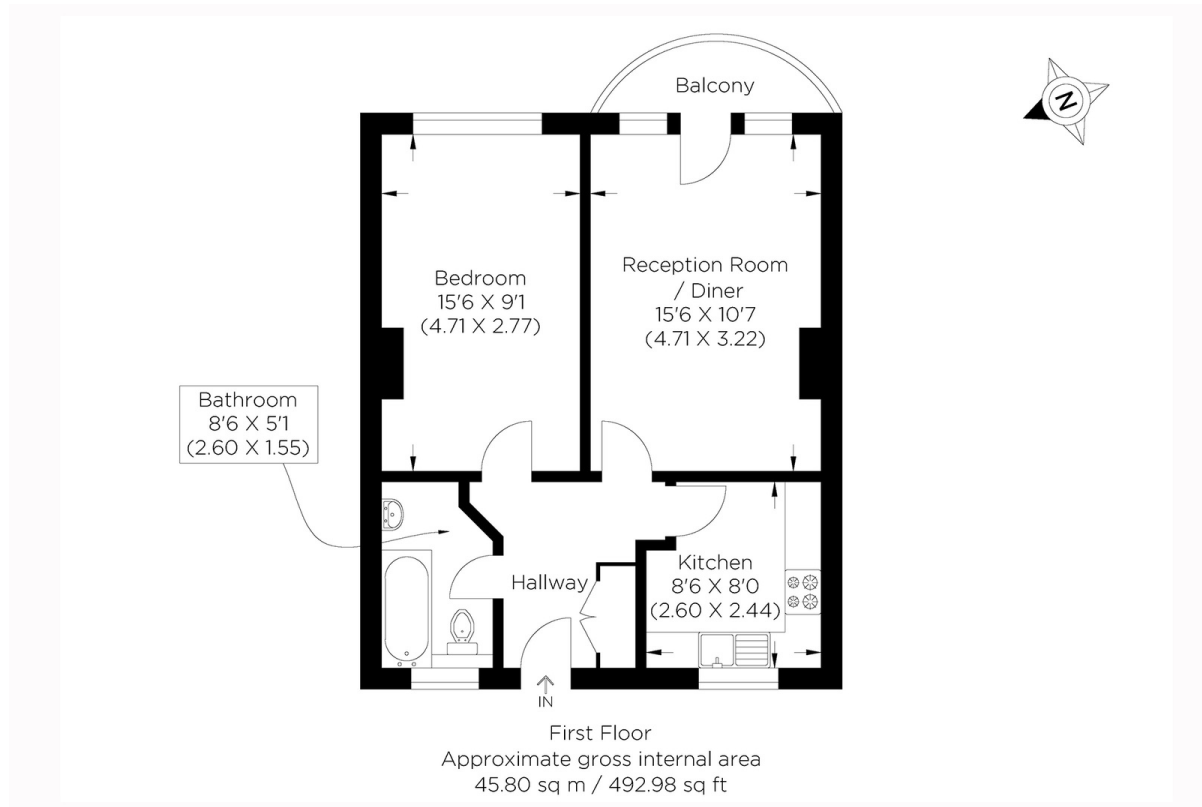 Balcony
N
Bedroom
15'6 X 9'1
(4.71 X 2.77)
Reception Room
/ Diner
15'6 X 10'7
(4.71 X 3.22)
Bathroom
8'6 X 5'1
(2.60 X 1.55)
Hallway
Kitchen
8'6 X 8'0
(2.60 X 2.44)
IN
First Floor
Approximate gross internal area
45.80 sq m / 492.98 sq ft